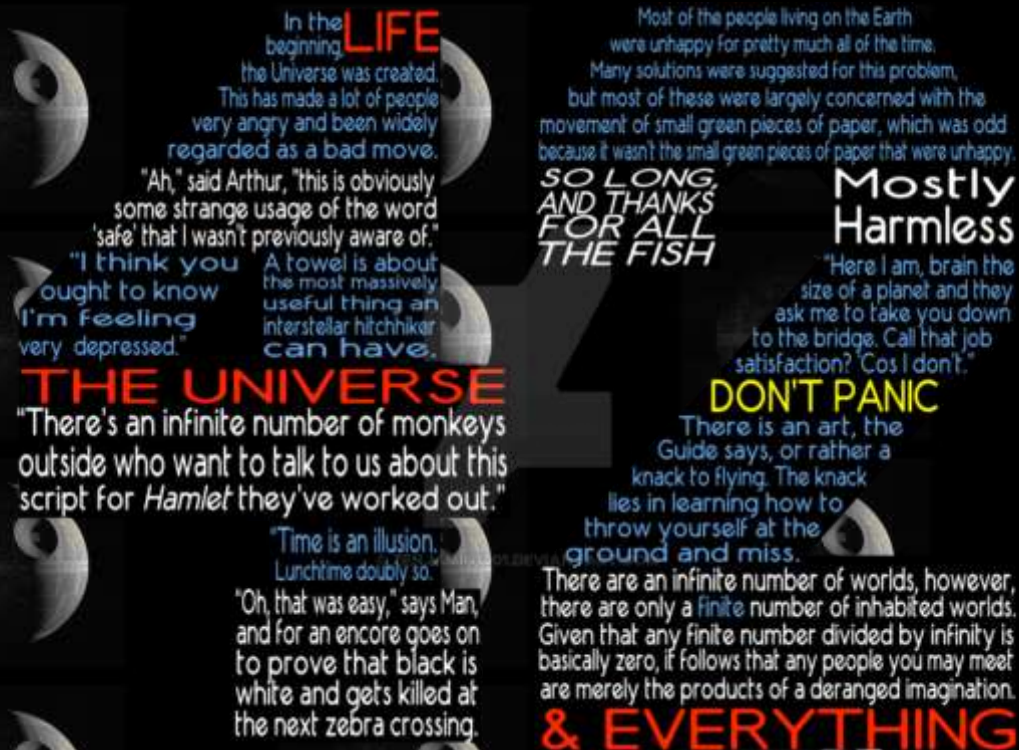 In the
beginning, LIFE
the Universe was created.
This has made a lot of people
very angry and been widely
regarded as a bad move.
"Ah," said Arthur, "this is obviously
some strange usage of the word
'safe' that I wasn't previously aware of."
"I think you
ought to know
I'm feeling
very depressed."
A towel is about
the most massively
useful thing an
interstellar hitchhiker
can have.
THE UNIVERSE
"There's an infinite number of monkeys
outside who want to talk to us about this
script for Hamlet they've worked out."
"Time is an illusion.
Lunchtime doubly so."
"Oh, that was easy," says Man,
and for an encore goes on
to prove that black is
white and gets killed at
the next zebra crossing.
Most of the people living on the Earth
were unhappy for pretty much all of the time.
Many solutions were suggested for this problem,
but most of these were largely concerned with the
movement of small green pieces of paper, which was odd
because it wasn't the small green pieces of paper that were unhappy.
SO LONG,
AND THANKS
FOR ALL
THE FISH
Mostly
Harmless
"Here I am, brain the
size of a planet and they
ask me to take you down
to the bridge. Call that job
satisfaction? 'Cos I don't."
DON'T PANIC
There is an art, the
Guide says, or rather a
knack to flying. The knack
lies in learning how to
throw yourself at the
ground and miss.
There are an infinite number of worlds, however,
there are only a finite number of inhabited worlds.
Given that any finite number divided by infinity is
basically zero, if follows that any people you may meet
are merely the products of a deranged imagination.
& EVERYTHING